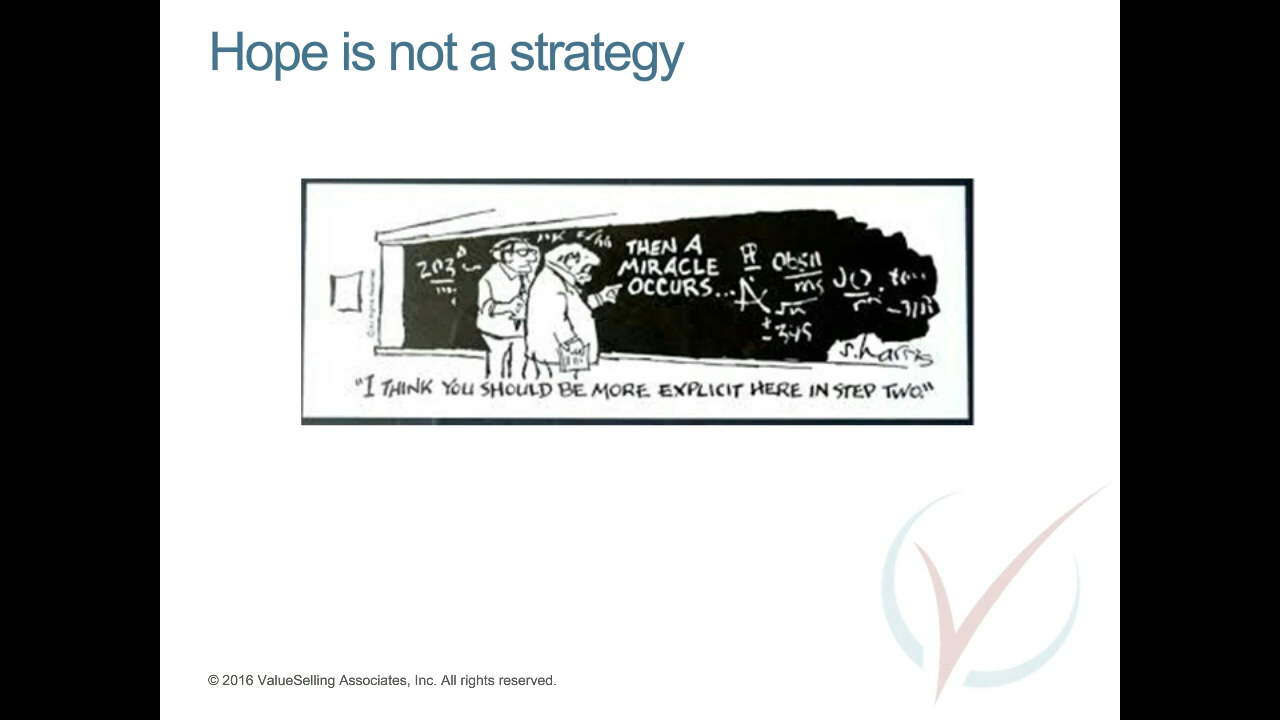 Hope is not a strategy
THEN A
MIRACLE
OCCURS...
s.harris
"I THINK YOU SHOULD BE MORE EXPLICIT HERE IN STEP TWO."
© 2016 ValueSelling Associates, Inc. All rights reserved.